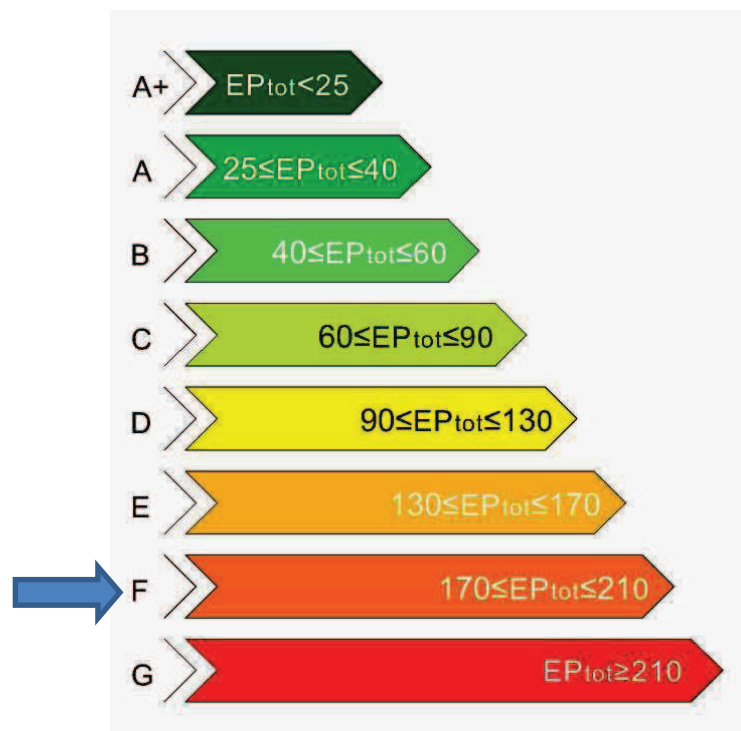 A+ EPtot<25
A 25≤EPtot≤40
B 40≤EPtot≤60
C 60≤EPtot≤90
D 90≤EPtot≤130
E 130≤EPtot≤170
F 170≤EPtot≤210
G EPtot≥210